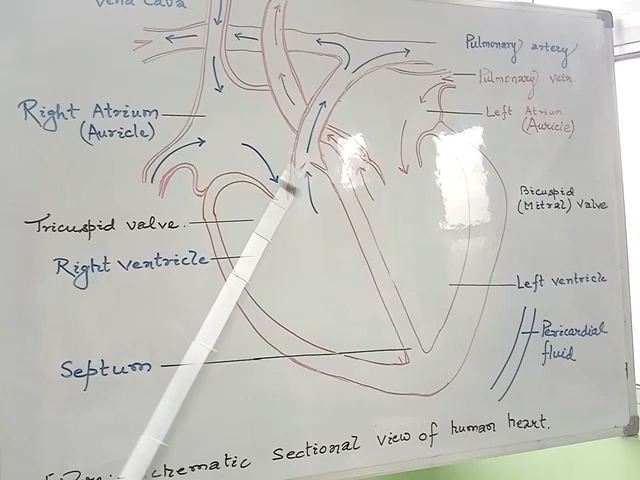 vena cava
Pulmonary artery
Pulmonary vein
Right Atrium
(Auricle)
Left Atrium
(Auricle)
Bicuspid
(Mitral) Valve
Tricuspid valve
Right ventricle
Left ventricle
Pericardial
fluid
Septum
schematic sectional view of human heart.